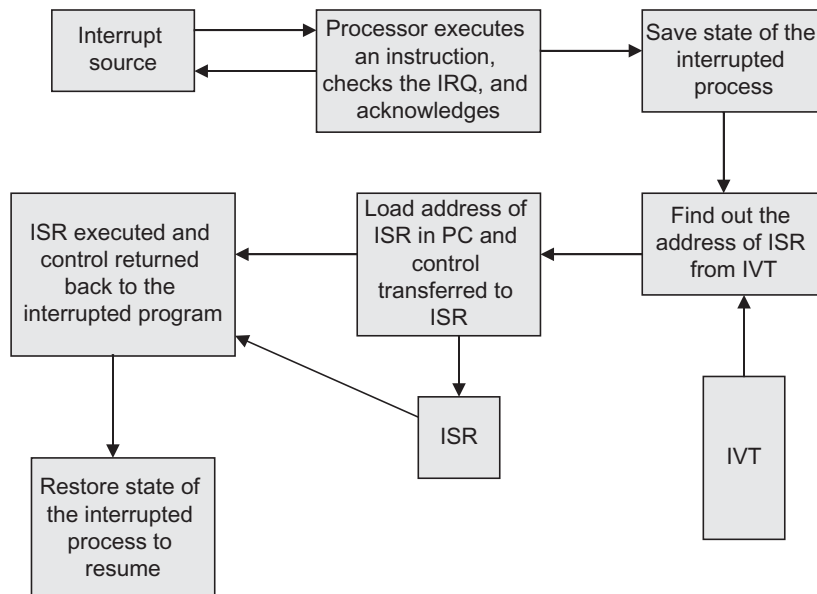 Interrupt
source
Processor executes
an instruction,
checks the IRQ, and
acknowledges
Save state of the
interrupted
process
Find out the
address of ISR
from IVT
Load address of
ISR in PC and
control
transferred to
ISR
ISR executed and
control returned
back to the
interrupted program
ISR
IVT
Restore state of
the interrupted
process to
resume